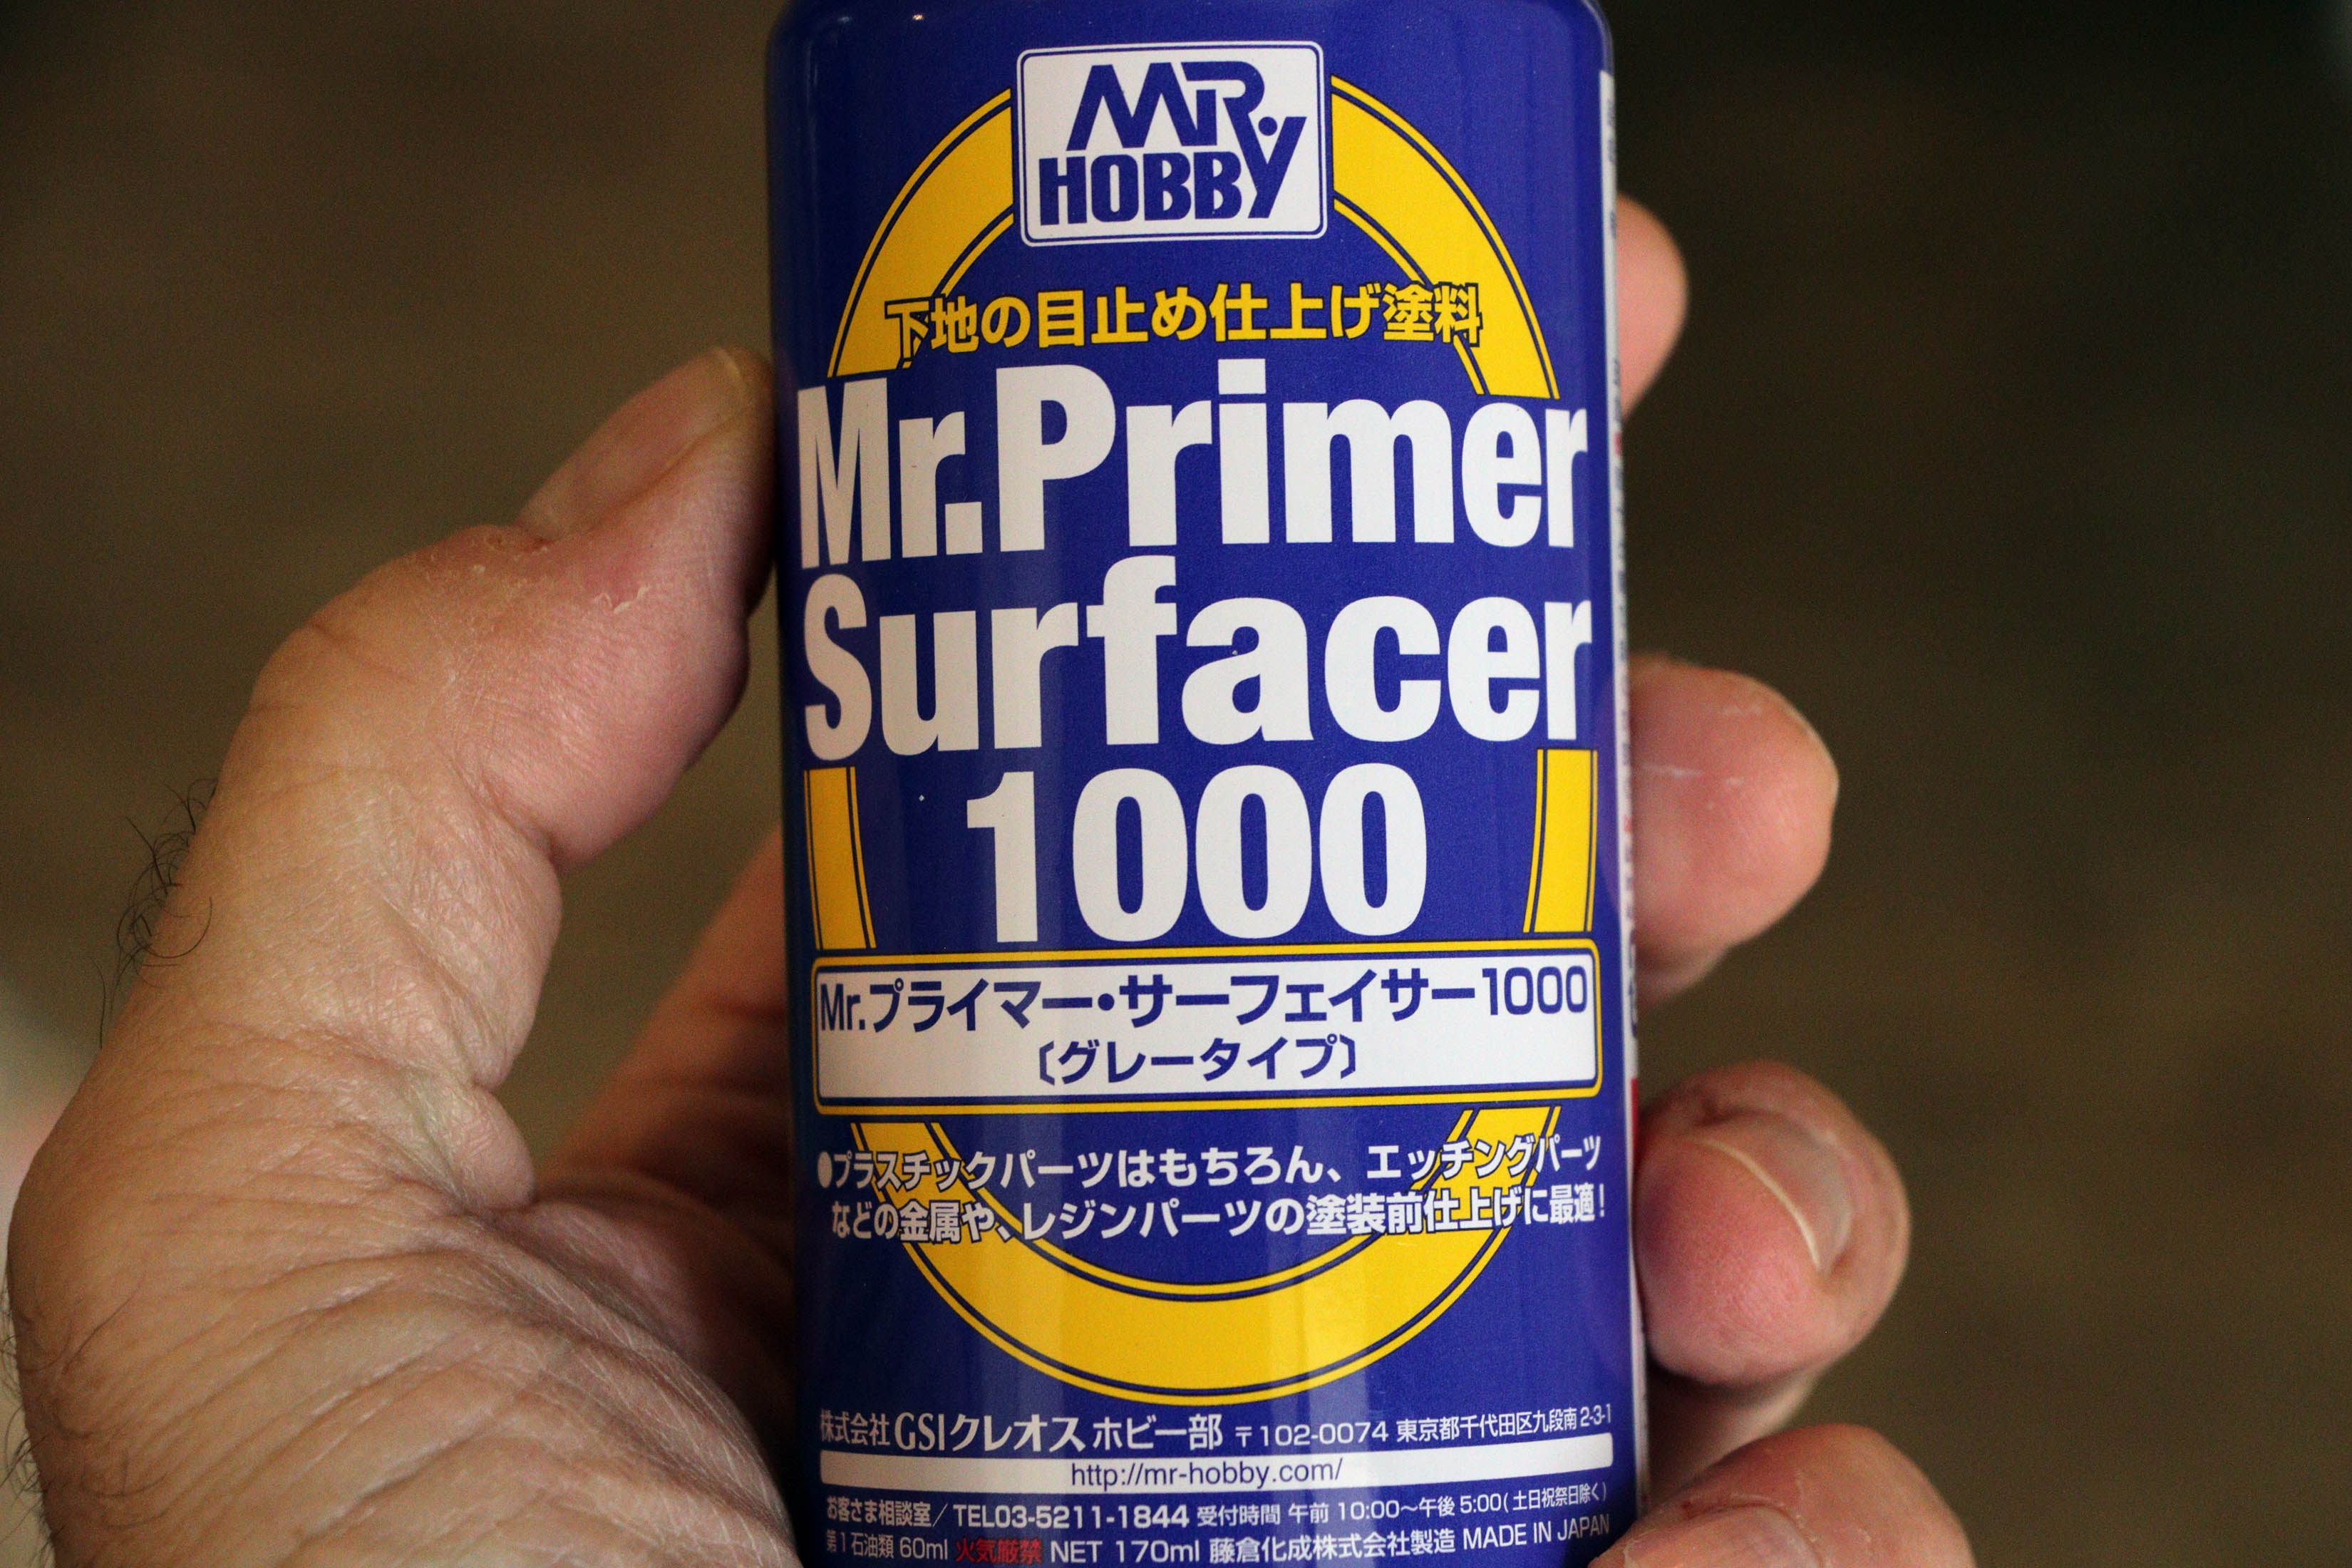 MR
HOBBY
下地の目止め仕上げ塗料
Mr.Primer
Surfacer
1000
Mr.プライマー・サーフェイサー1000
〔グレータイプ〕
●プラスチックパーツはもちろん、エッチングパーツ
などの金属や、レジンパーツの塗装前仕上げに最適!
株式会社GSIクレオス ホビー部 〒102-0074 東京都千代田区九段南2-3-1
http://mr-hobby.com/
お客さま相談室/TEL03-5211-1844 受付時間 午前 10:00〜午後 5:00(土日祝祭日除く)
第1石油類 60ml 火気厳禁 NET 170ml 藤倉化成株式会社製造 MADE IN JAPAN